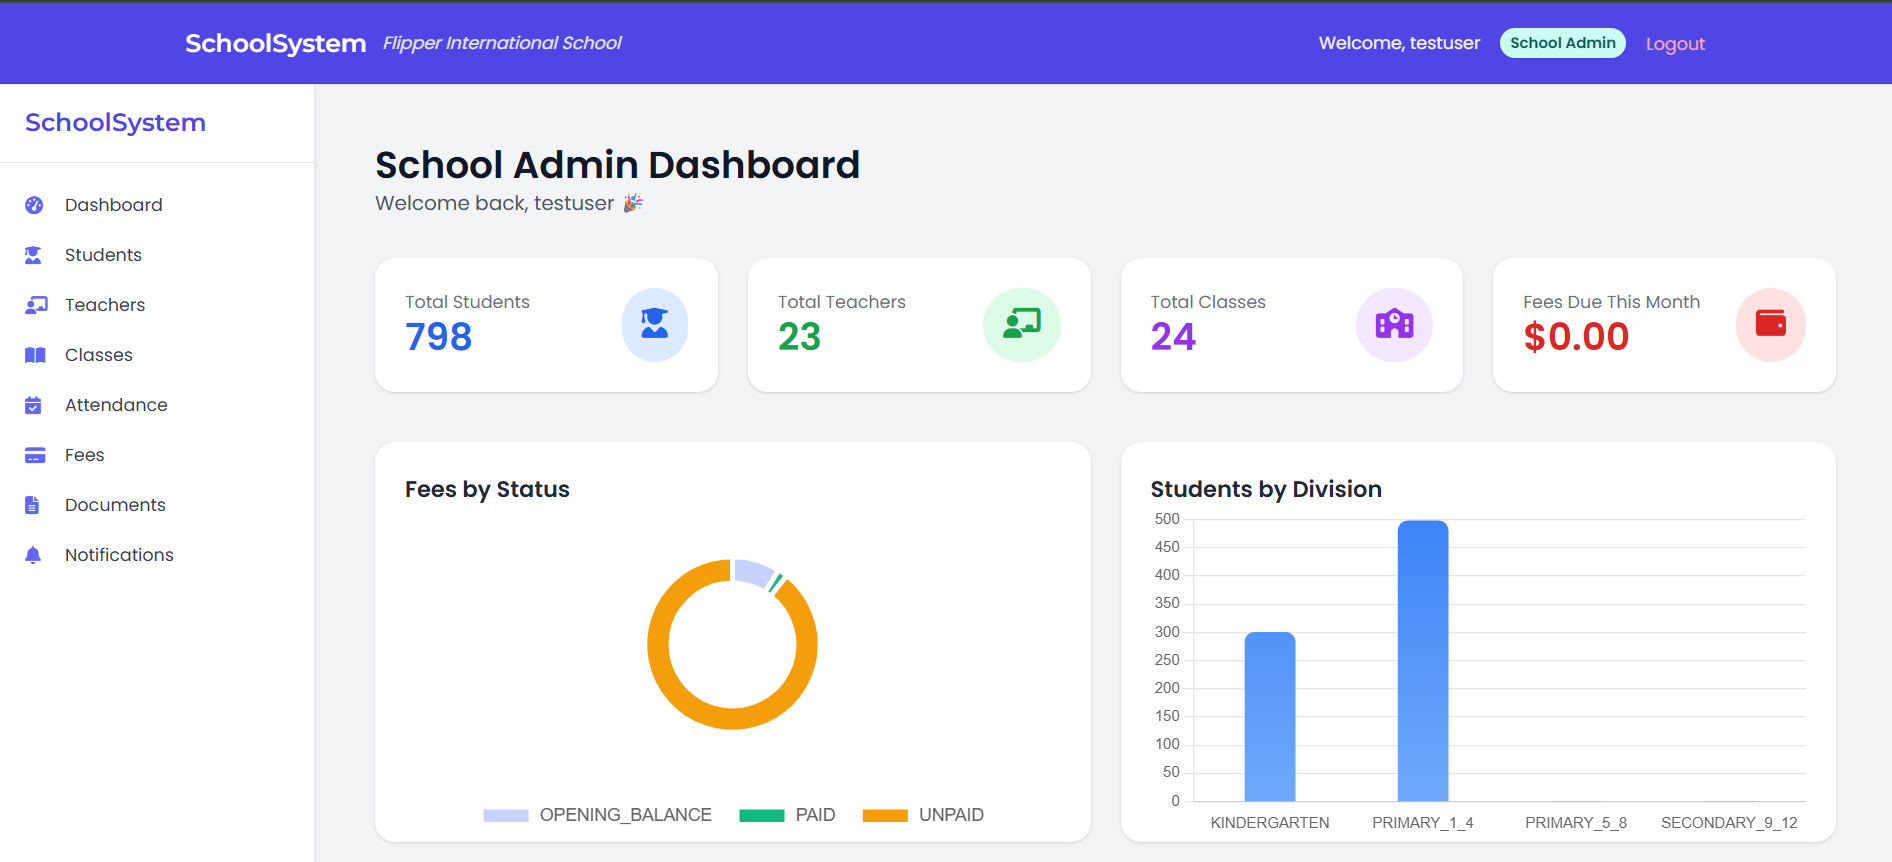 SchoolSystem Flipper International School Welcome, testuser School Admin Logout
SchoolSystem
Dashboard
Students
Teachers
Classes
Attendance
Fees
Documents
Notifications
School Admin Dashboard
Welcome back, testuser 🎉
Total Students
798
Total Teachers
23
Total Classes
24
Fees Due This Month
$0.00
Fees by Status
OPENING_BALANCE PAID UNPAID
Students by Division
500
450
400
350
300
250
200
150
100
50
0
KINDERGARTEN PRIMARY_1_4 PRIMARY_5_8 SECONDARY_9_12